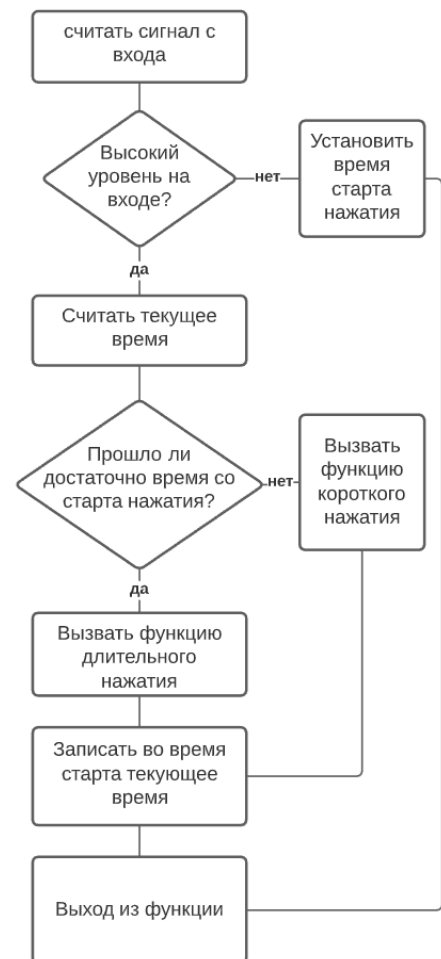 считать сигнал с
входа
Высокий
уровень на
входе?
нет
Установить
время
старта
нажатия
да
Считать текущее
время
Прошло ли
достаточно время со
старта нажатия?
нет
Вызвать
функцию
короткого
нажатия
да
Вызвать функцию
длительного
нажатия
Записать во время
старта текующее
время
Выход из функции